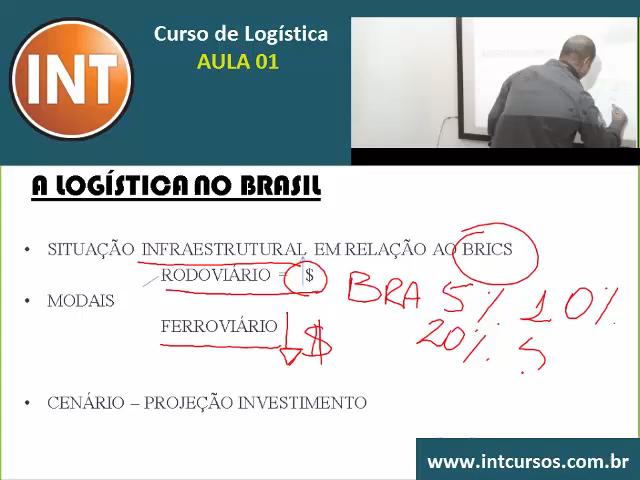 INT
Curso de Logística
AULA 01
A LOGÍSTICA NO BRASIL
• SITUAÇÃO INFRAESTRUTURAL EM RELAÇÃO AO BRICS
RODOVIÁRIO = $
BRA 5% 10%
• MODAIS
FERROVIÁRIO $
20% 5
• CENÁRIO – PROJEÇÃO INVESTIMENTO
www.intcursos.com.br